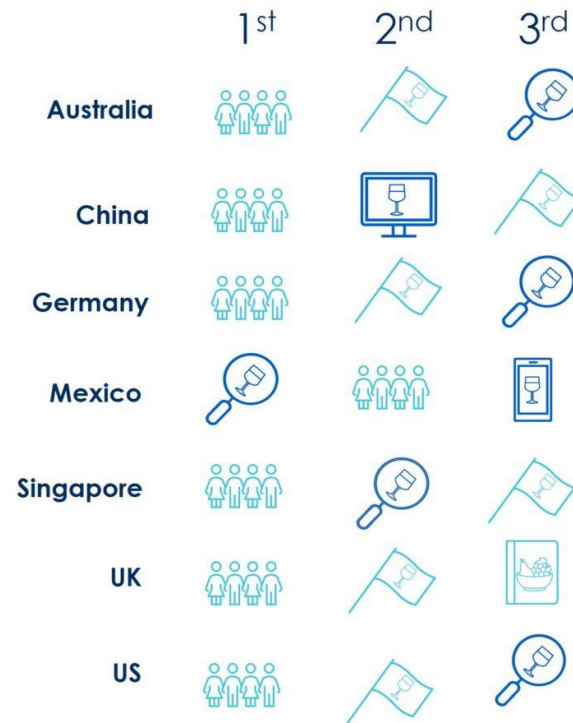 1st 2nd 3rd
Australia
China
Germany
Mexico
Singapore
UK
US